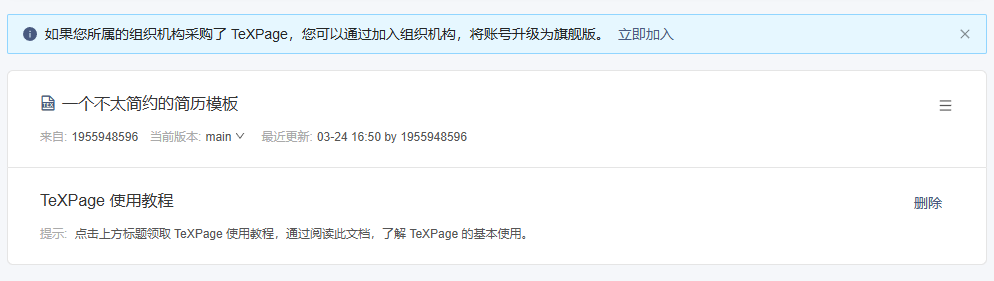 如果您所属的组织机构采购了 TeXPage，您可以通过加入组织机构，将账号升级为旗舰版。 立即加入
TEX 一个不太简约的简历模板
来自: 1955948596 当前版本: main 最近更新: 03-24 16:50 by 1955948596
TeXPage 使用教程
删除
提示: 点击上方标题领取 TeXPage 使用教程，通过阅读此文档，了解 TeXPage 的基本使用。